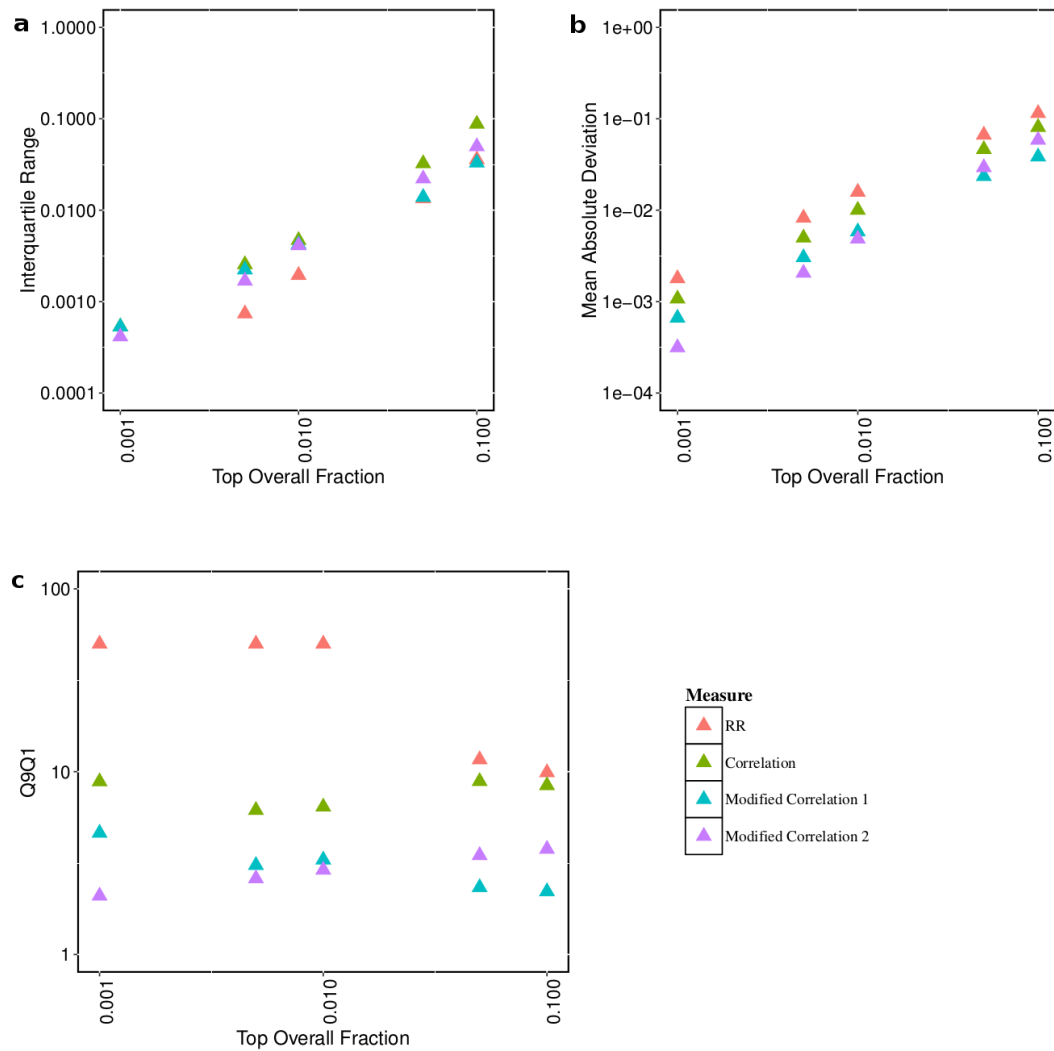 a
1.0000
0.1000
0.0100
0.0010
0.0001
Interquartile Range
0.001
0.010
0.100
Top Overall Fraction
b
1e+00
1e-01
1e-02
1e-03
1e-04
Mean Absolute Deviation
0.001
0.010
0.100
Top Overall Fraction
c
100
10
1
Q9Q1
0.001
0.010
0.100
Top Overall Fraction
Measure
RR
Correlation
Modified Correlation 1
Modified Correlation 2